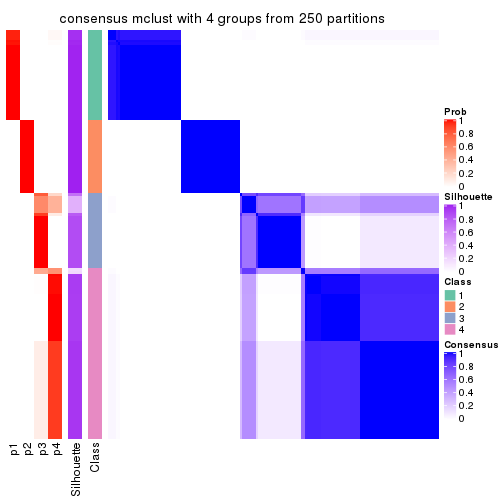 consensus mclust with 4 groups from 250 partitions
Prob
1
0.8
0.6
0.4
0.2
0
Silhouette
1
0.8
0.6
0.4
0.2
0
Class
1
2
3
4
Consensus
1
0.8
0.6
0.4
0.2
0
p1
p2
p3
p4
Silhouette
Class